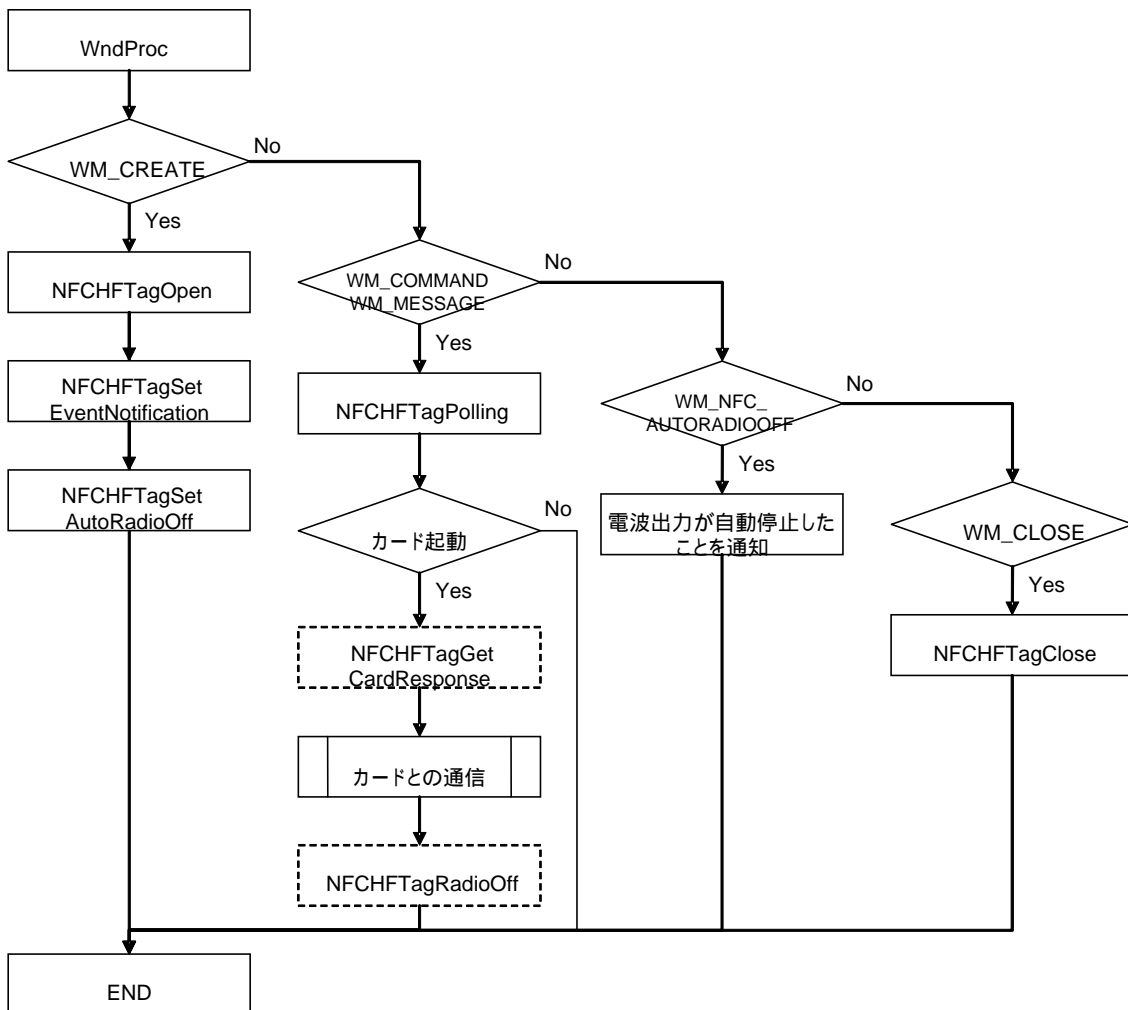 WndProc
WM_CREATE
No
Yes
NFCHFTagOpen
NFCHFTagSet
EventNotification
NFCHFTagSet
AutoRadioOff
WM_COMMAND
WM_MESSAGE
No
Yes
NFCHFTagPolling
カード起動
No
Yes
NFCHFTagGet
CardResponse
カードとの通信
NFCHFTagRadioOff
WM_NFC_
AUTORADIOOFF
No
Yes
電波出力が自動停止した
ことを通知
WM_CLOSE
Yes
NFCHFTagClose
END